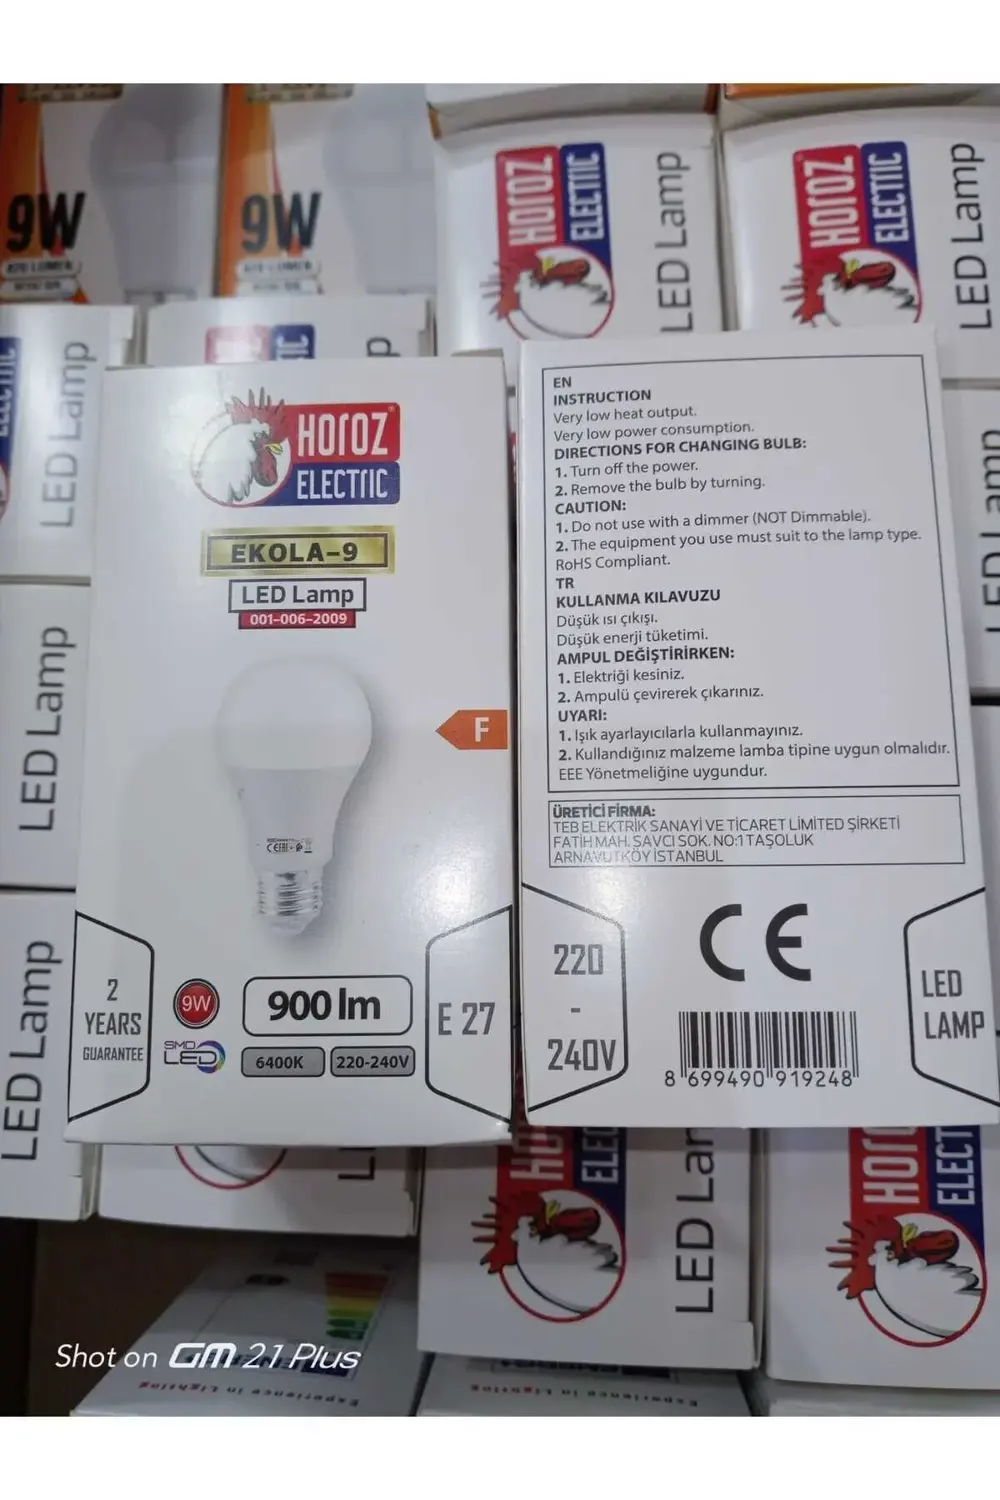 9W
9W
HOROZ
ELECTRIC
LED Lamp
HOROZ
ELECTRIC
LED Lamp
LED Lamp
LED Lamp
LED Lamp
HOROZ
ELECTRIC
EKOLA-9
LED Lamp
001-006-2009
F
2
YEARS
GUARANTEE
9W
SMD
LED
900 lm
6400K
220-240V
E 27
EN
INSTRUCTION
Very low heat output.
Very low power consumption.
DIRECTIONS FOR CHANGING BULB:
1. Turn off the power.
2. Remove the bulb by turning.
CAUTION:
1. Do not use with a dimmer (NOT Dimmable).
2. The equipment you use must suit to the lamp type.
RoHS Compliant.
TR
KULLANMA KILAVUZU
Düşük ısı çıkışı.
Düşük enerji tüketimi.
AMPUL DEĞİŞTİRİRKEN:
1. Elektriği kesiniz.
2. Ampulü çevirerek çıkarınız.
UYARI:
1. Işık ayarlayıcılarla kullanmayınız.
2. Kullandığınız malzeme lamba tipine uygun olmalıdır.
EEE Yönetmeliğine uygundur.
ÜRETİCİ FİRMA:
TEB ELEKTRİK SANAYİ VE TİCARET LİMİTED ŞİRKETİ
FATİH MAH. SAVCI SOK. NO:1 TAŞOLUK
ARNAVUTKÖY İSTANBUL
220
-
240V
CE
8 699490 919248
LED
LAMP
LED Lamp
Experience in Lighting
Shot on GM 21 Plus